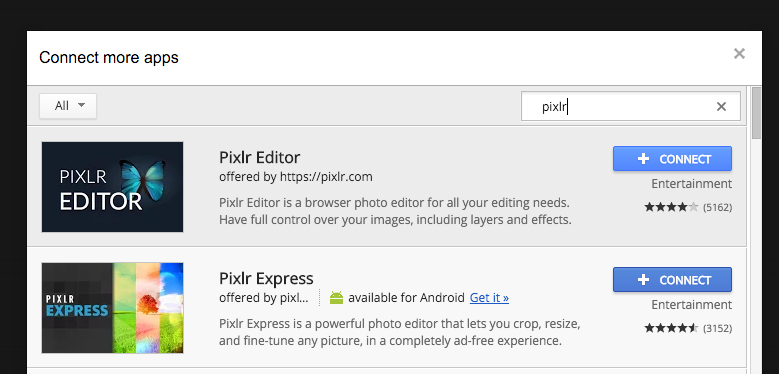 Connect more apps ×
All
pixlr ×
PIXLR
EDITOR
Pixlr Editor
offered by https://pixlr.com
Pixlr Editor is a browser photo editor for all your editing needs.
Have full control over your images, including layers and effects.
+ CONNECT
Entertainment
(5162)
PIXLR
EXPRESS
Pixlr Express
offered by pixl... available for Android Get it »
Pixlr Express is a powerful photo editor that lets you crop, resize,
and fine-tune any picture, in a completely ad-free experience.
+ CONNECT
Entertainment
(3152)